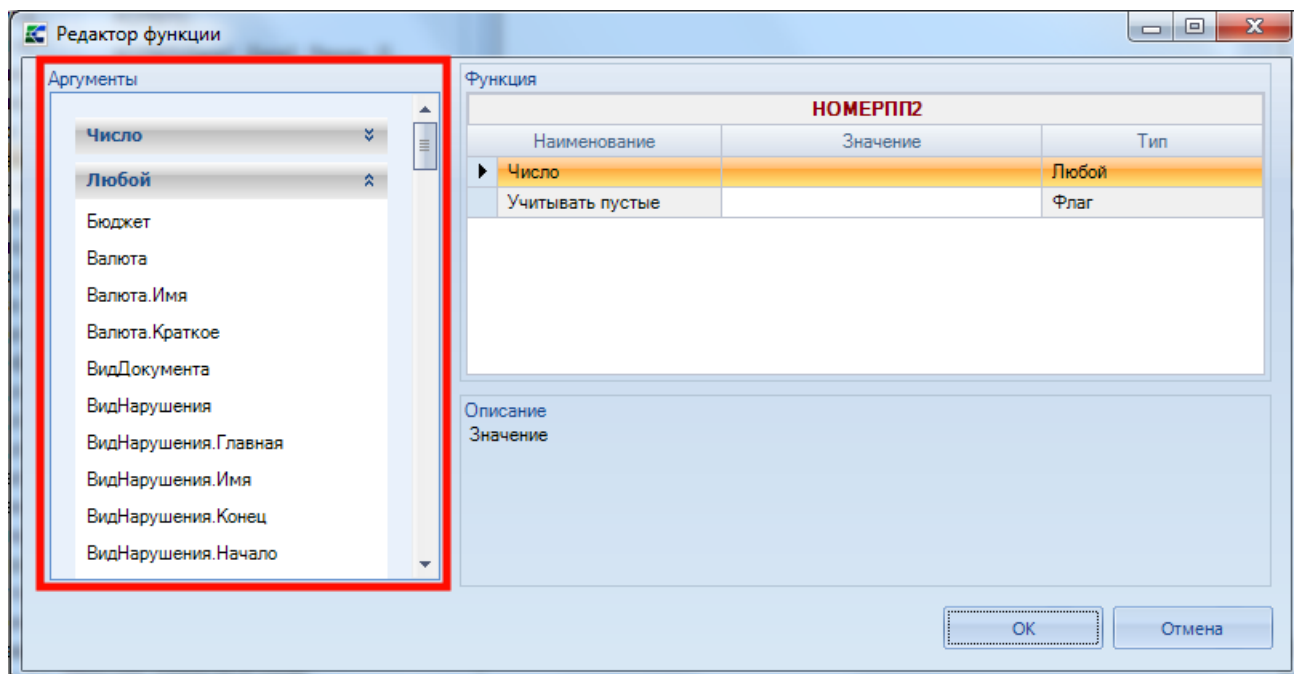 Редактор функции
Аргументы
Число
Любой
Бюджет
Валюта
Валюта.Имя
Валюта.Краткое
ВидДокумента
ВидНарушения
ВидНарушения.Главная
ВидНарушения.Имя
ВидНарушения.Конец
ВидНарушения.Начало
Функция
НОМЕРПП2
Наименование Значение Тип
Число Любой
Учитывать пустые Флаг
Описание
Значение
ОК Отмена